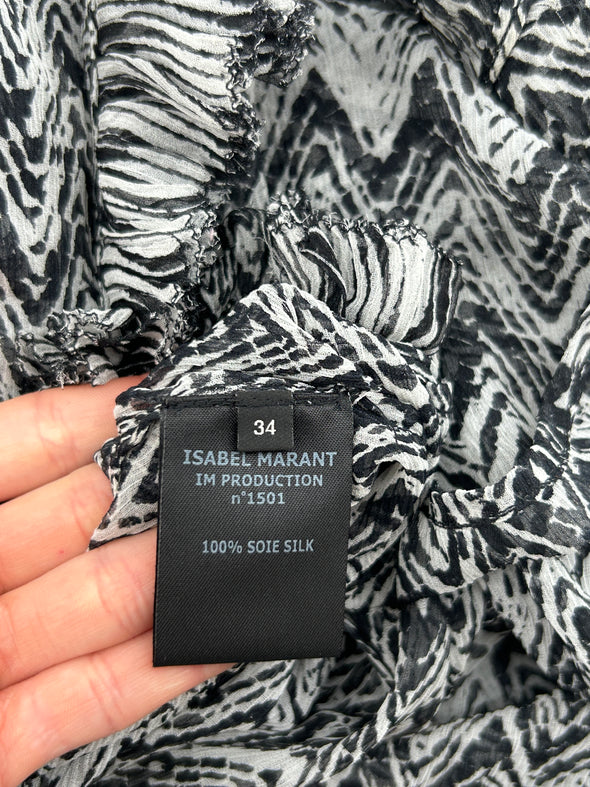 34
ISABEL MARANT
IM PRODUCTION
n°1501
100% SOIE SILK